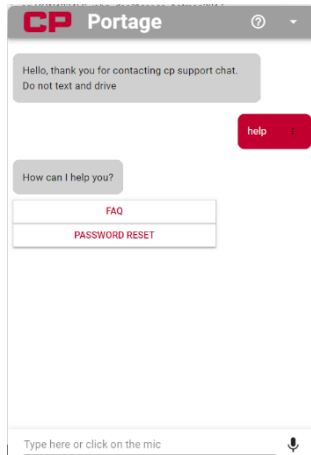 CP Portage
Hello, thank you for contacting cp support chat.
Do not text and drive
help
How can I help you?
FAQ
PASSWORD RESET
Type here or click on the mic